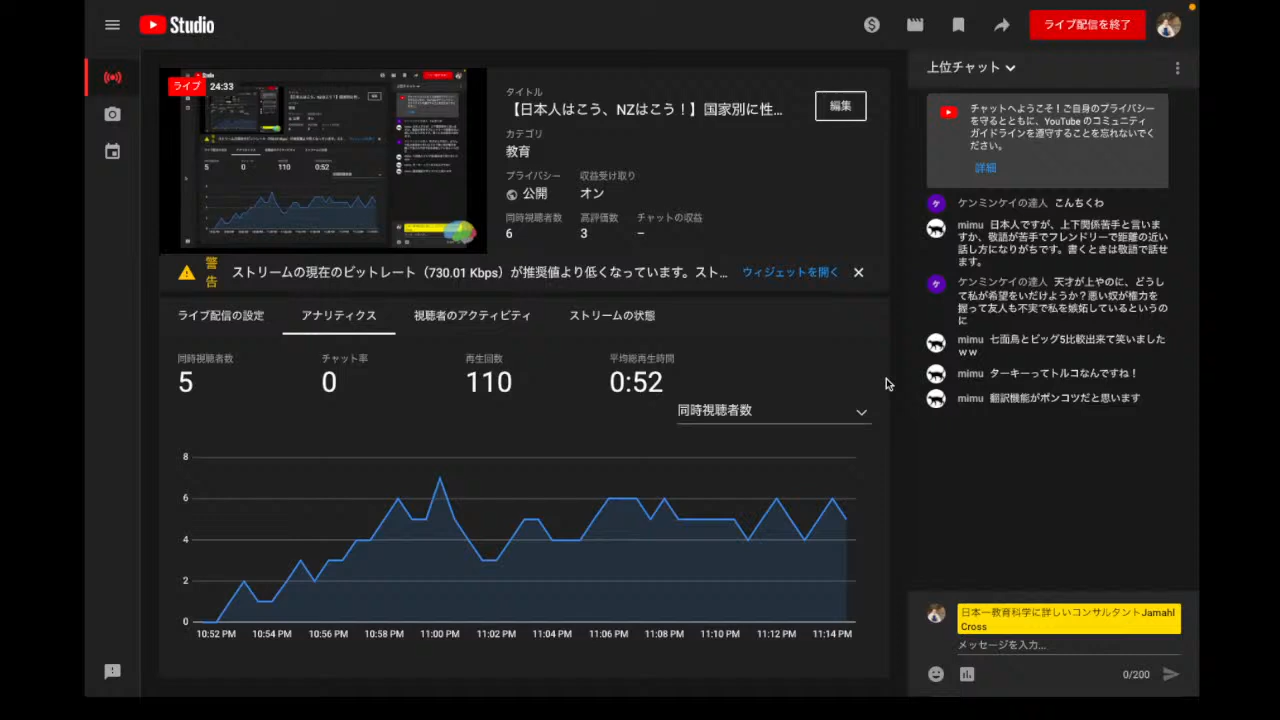 Studio
ライブ配信を終了
ライブ
24:33
タイトル
【日本人はこう、NZはこう！】国家別に性...
編集
カテゴリ
教育
プライバシー
収益受け取り
公開
オン
同時視聴者数
高評価数
チャットの収益
6
3
–
警告
ストリームの現在のビットレート（730.01 Kbps）が推奨値より低くなっています。スト...
ウィジェットを開く
ライブ配信の設定
アナリティクス
視聴者のアクティビティ
ストリームの状態
同時視聴者数
チャット率
再生回数
平均総再生時間
5
0
110
0:52
同時視聴者数
8
6
4
2
0
10:52 PM
10:54 PM
10:56 PM
10:58 PM
11:00 PM
11:02 PM
11:04 PM
11:06 PM
11:08 PM
11:10 PM
11:12 PM
11:14 PM
上位チャット
チャットへようこそ！ご自身のプライバシー
を守るとともに、YouTube のコミュニティ
ガイドラインを遵守することを忘れないでく
ださい。
詳細
ケ ケンミンケイの達人 こんちくわ
mimu 日本人ですが、上下関係苦手と言いま
すか、敬語が苦手でフレンドリーで距離の近い
話し方になりがちです。書くときは敬語で話せ
ます。
ケ ケンミンケイの達人 天才が上やのに、どうし
て私が希望をいだけようか？悪い奴が権力を
握って友人も不実で私を嫉妬しているというの
に
mimu 七面鳥とビッグ5比較出来て笑いました
ｗｗ
mimu ターキーってトルコなんですね！
mimu 翻訳機能がポンコツだと思います
日本一教育科学に詳しいコンサルタントJamahl
Cross
メッセージを入力...
0/200